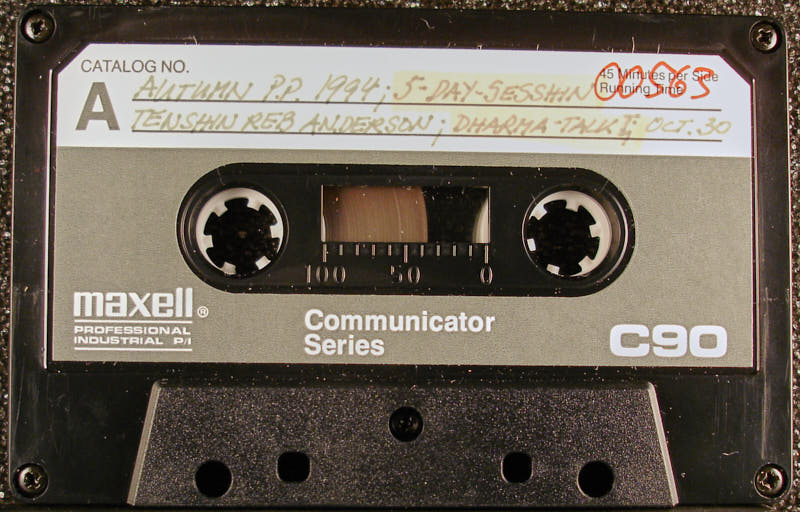 CATALOG NO.
A
AUTUMN P.P. 1994; 5-DAY-SESSHIN
45 Minutes per Side
Running Time
00563
TENSHIN REB ANDERSON; DHARMA-TALK I; OCT. 30
100 50 0
maxell®
PROFESSIONAL
INDUSTRIAL P/I
Communicator
Series
C90